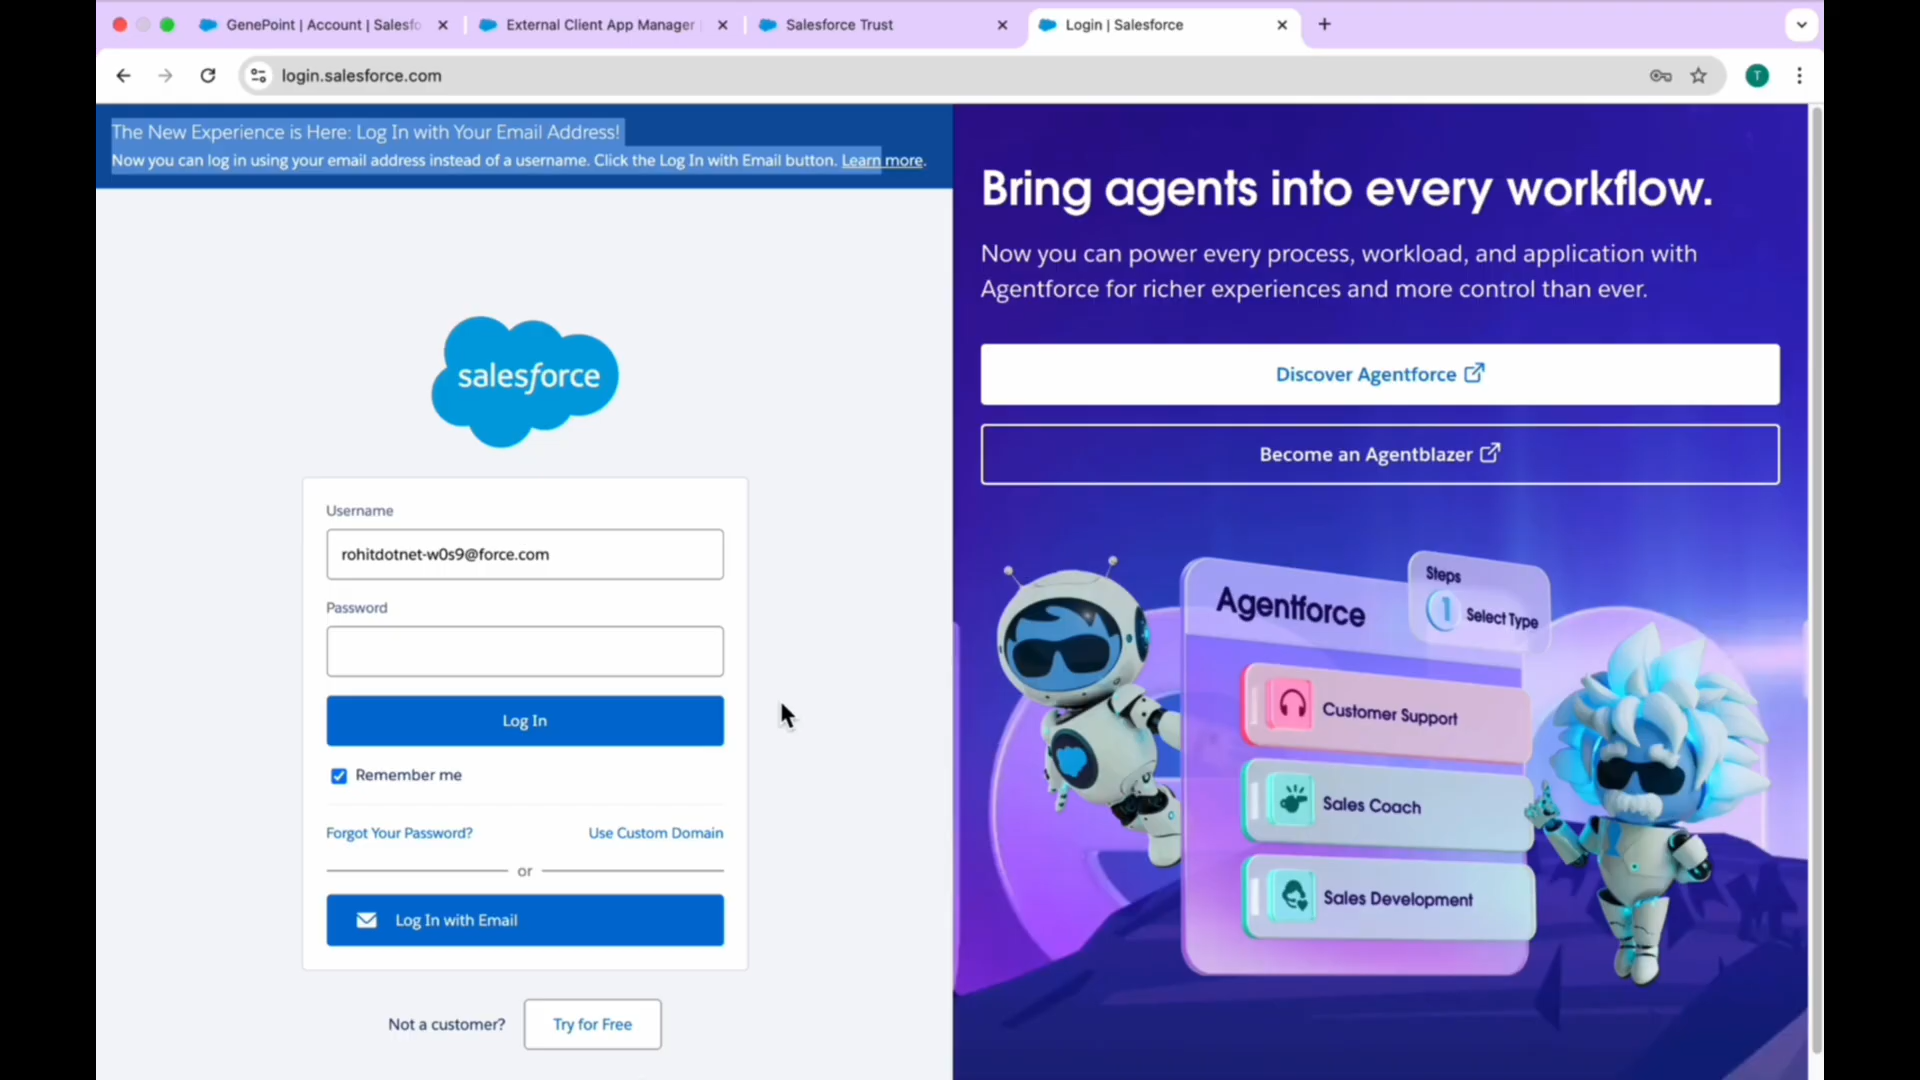 GenePoint | Account | Salesfo
External Client App Manager
Salesforce Trust
Login | Salesforce
login.salesforce.com
T
The New Experience is Here: Log In with Your Email Address!
Now you can log in using your email address instead of a username. Click the Log In with Email button. Learn more.
salesforce
Username
rohitdotnet-w0s9@force.com
Password
Log In
Remember me
Forgot Your Password?
Use Custom Domain
or
Log In with Email
Not a customer?
Try for Free
Bring agents into every workflow.
Now you can power every process, workload, and application with
Agentforce for richer experiences and more control than ever.
Discover Agentforce
Become an Agentblazer
Agentforce
Steps
1 Select Type
Customer Support
Sales Coach
Sales Development